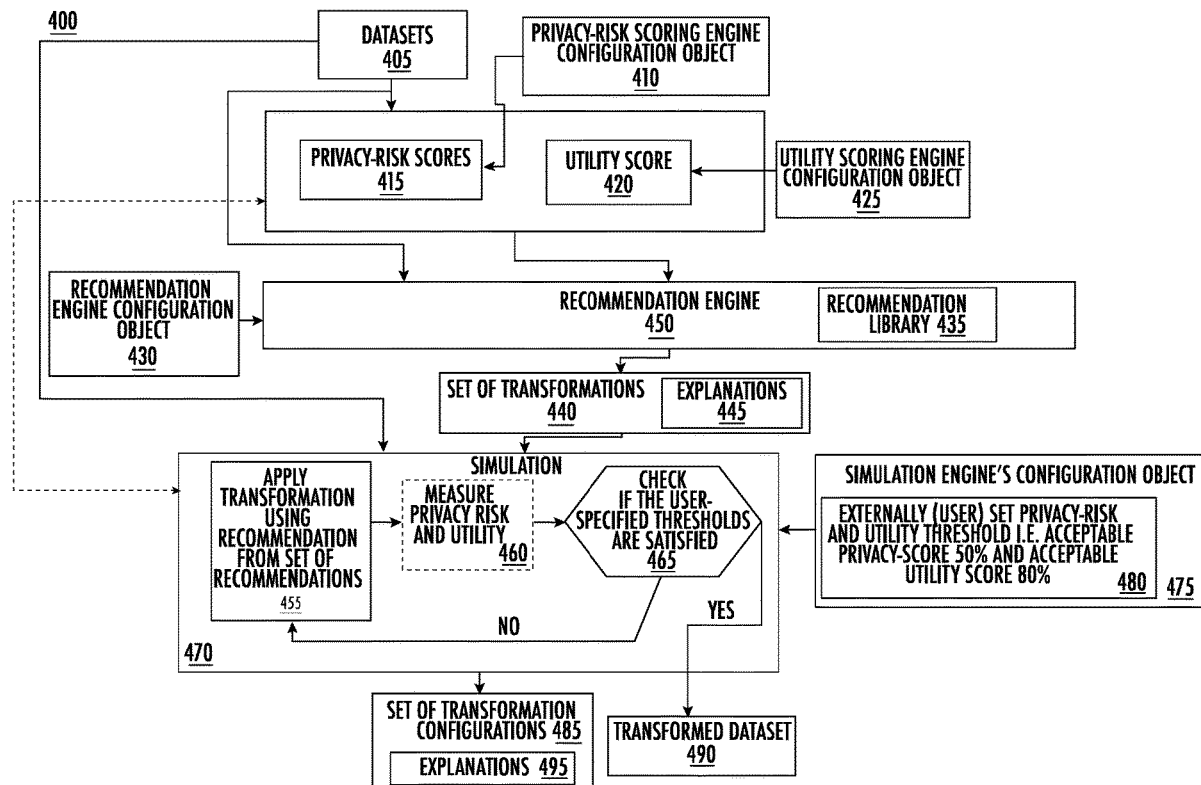 400
DATASETS
405
PRIVACY-RISK SCORING ENGINE
CONFIGURATION OBJECT
410
PRIVACY-RISK SCORES
415
UTILITY SCORE
420
UTILITY SCORING ENGINE
CONFIGURATION OBJECT
425
RECOMMENDATION
ENGINE CONFIGURATION
OBJECT
430
RECOMMENDATION ENGINE
450
RECOMMENDATION
LIBRARY 435
SET OF TRANSFORMATIONS
440
EXPLANATIONS
445
SIMULATION
APPLY
TRANSFORMATION
USING
RECOMMENDATION
FROM SET OF
RECOMMENDATIONS
455
MEASURE
PRIVACY RISK
AND UTILITY
460
CHECK
IF THE USER-
SPECIFIED THRESHOLDS
ARE SATISFIED
465
NO
YES
470
SIMULATION ENGINE'S CONFIGURATION OBJECT
EXTERNALLY (USER) SET PRIVACY-RISK
AND UTILITY THRESHOLD I.E. ACCEPTABLE
PRIVACY-SCORE 50% AND ACCEPTABLE
UTILITY SCORE 80%
480
475
SET OF TRANSFORMATION
CONFIGURATIONS 485
EXPLANATIONS 495
TRANSFORMED DATASET
490